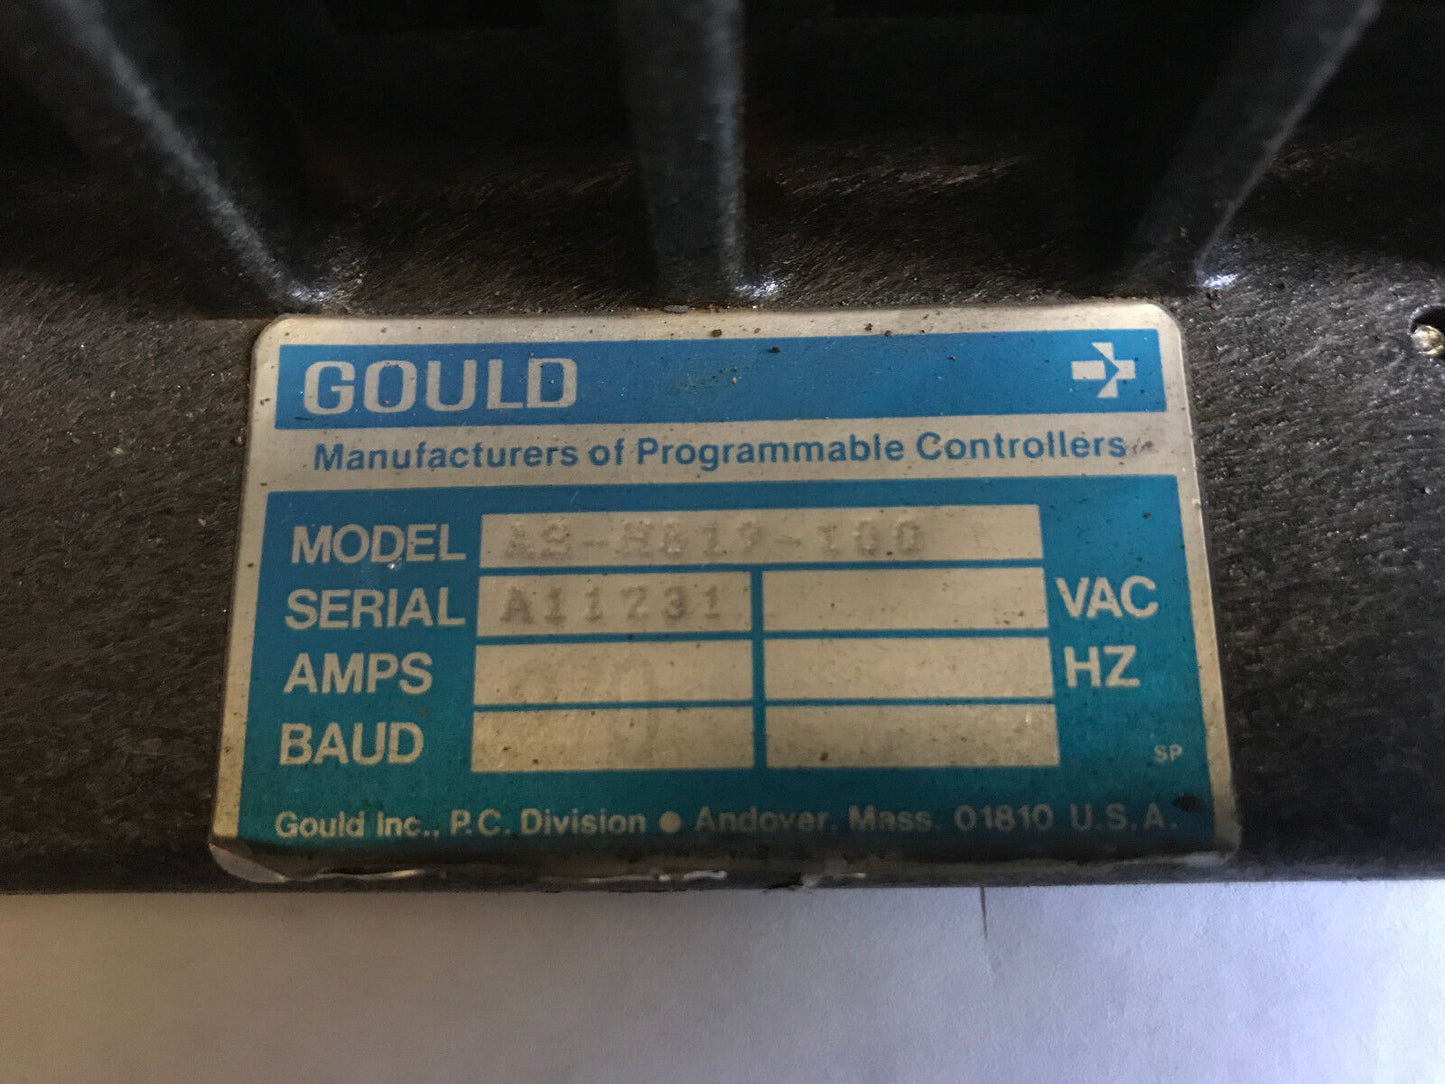 GOULD
Manufacturers of Programmable Controllers
MODEL AS-H819-100
SERIAL A11231 VAC
AMPS HZ
BAUD
SP
Gould Inc., P.C. Division ● Andover, Mass. 01810 U.S.A.